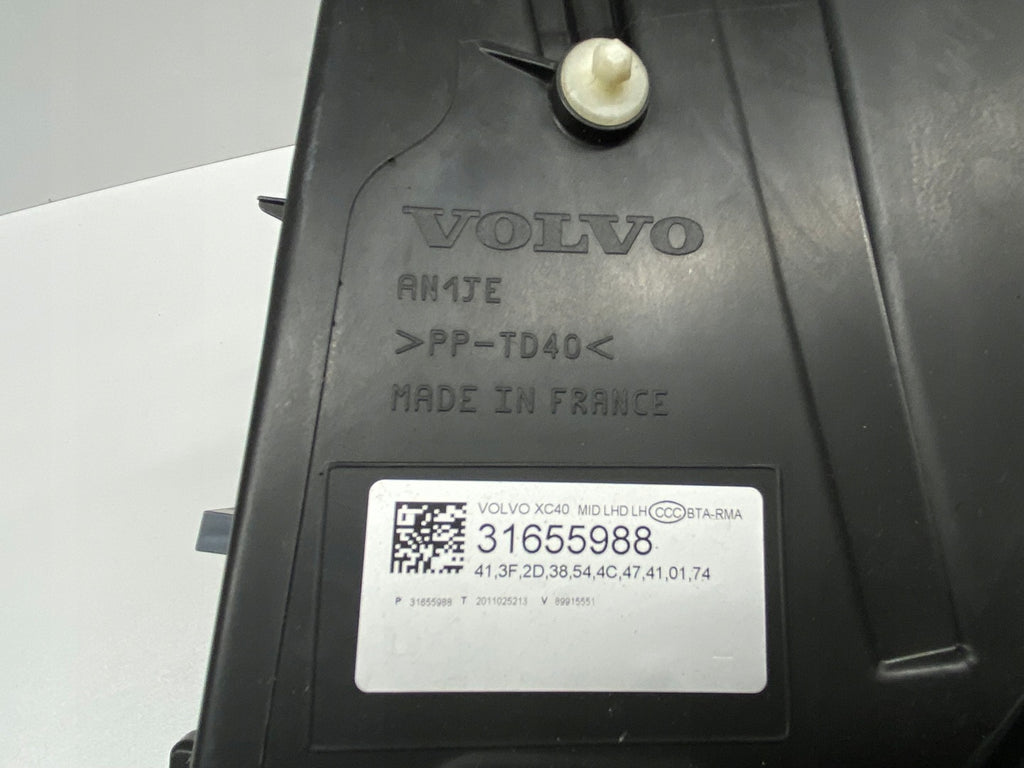 VOLVO
AN1JE
>PP-TD40<
MADE IN FRANCE
VOLVO XC40 MID LHD LH CCC BTA-RMA
31655988
41,3F,2D,38,54,4C,47,41,01,74
P 31655988 T 2011025213 V 89915551